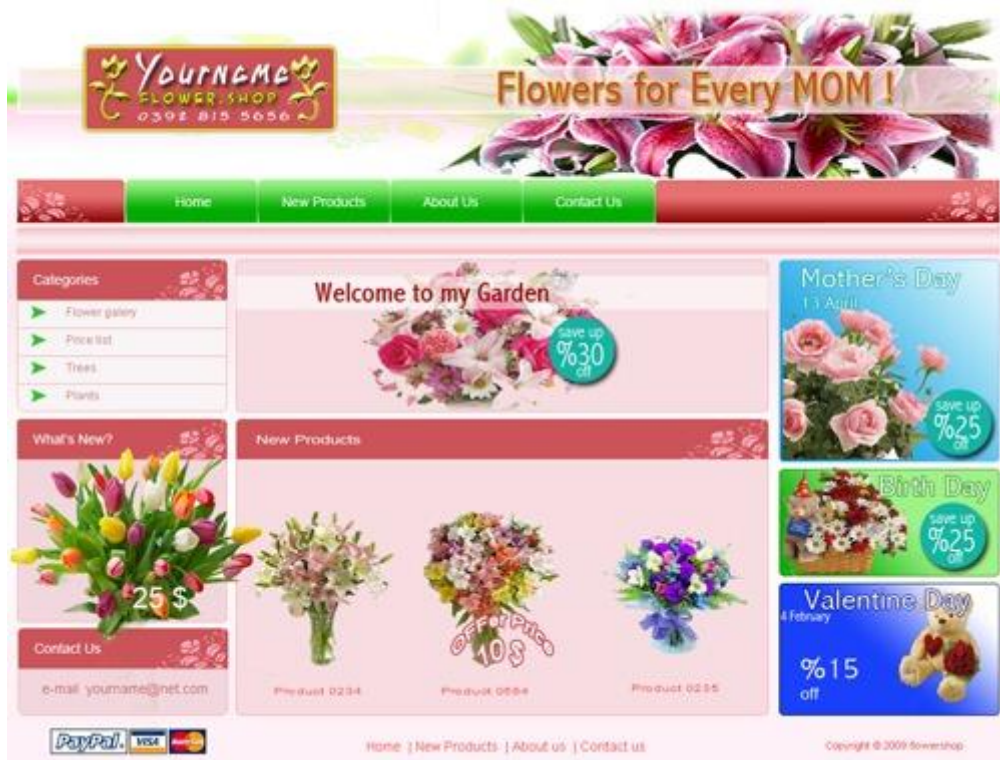 YOURNAME
FLOWER.SHOP
0392 815 5656
Flowers for Every MOM !
Home
New Products
About Us
Contact Us
Categories
Flower galery
Price list
Trees
Plants
Welcome to my Garden
save up
%30
off
Mother's Day
13 April
save up
%25
off
What's New?
25 $
New Products
OFFer Price
10 $
Product 0234
Product 0554
Product 0235
Birth Day
save up
%25
off
Valentine Day
4 February
%15
off
Contact Us
e-mail yourname@net.com
PayPal.
VISA
MasterCard
Home | New Products | About us | Contact us
Copyright © 2009 flowershop